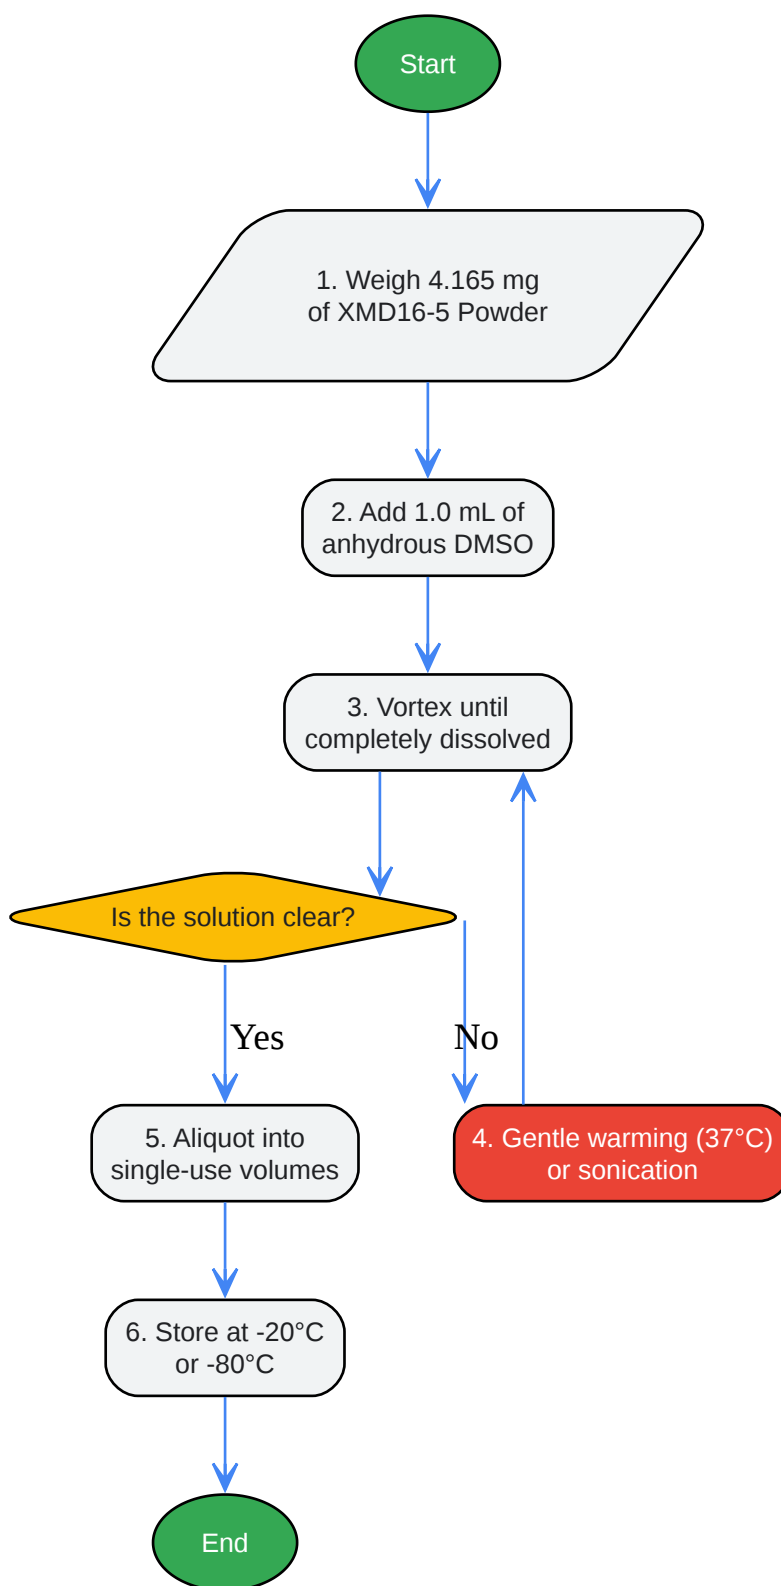 Start
1. Weigh 4.165 mg
of XMD16-5 Powder
2. Add 1.0 mL of
anhydrous DMSO
3. Vortex until
completely dissolved
Is the solution clear?
Yes
No
5. Aliquot into
single-use volumes
4. Gentle warming (37°C)
or sonication
6. Store at -20°C
or -80°C
End